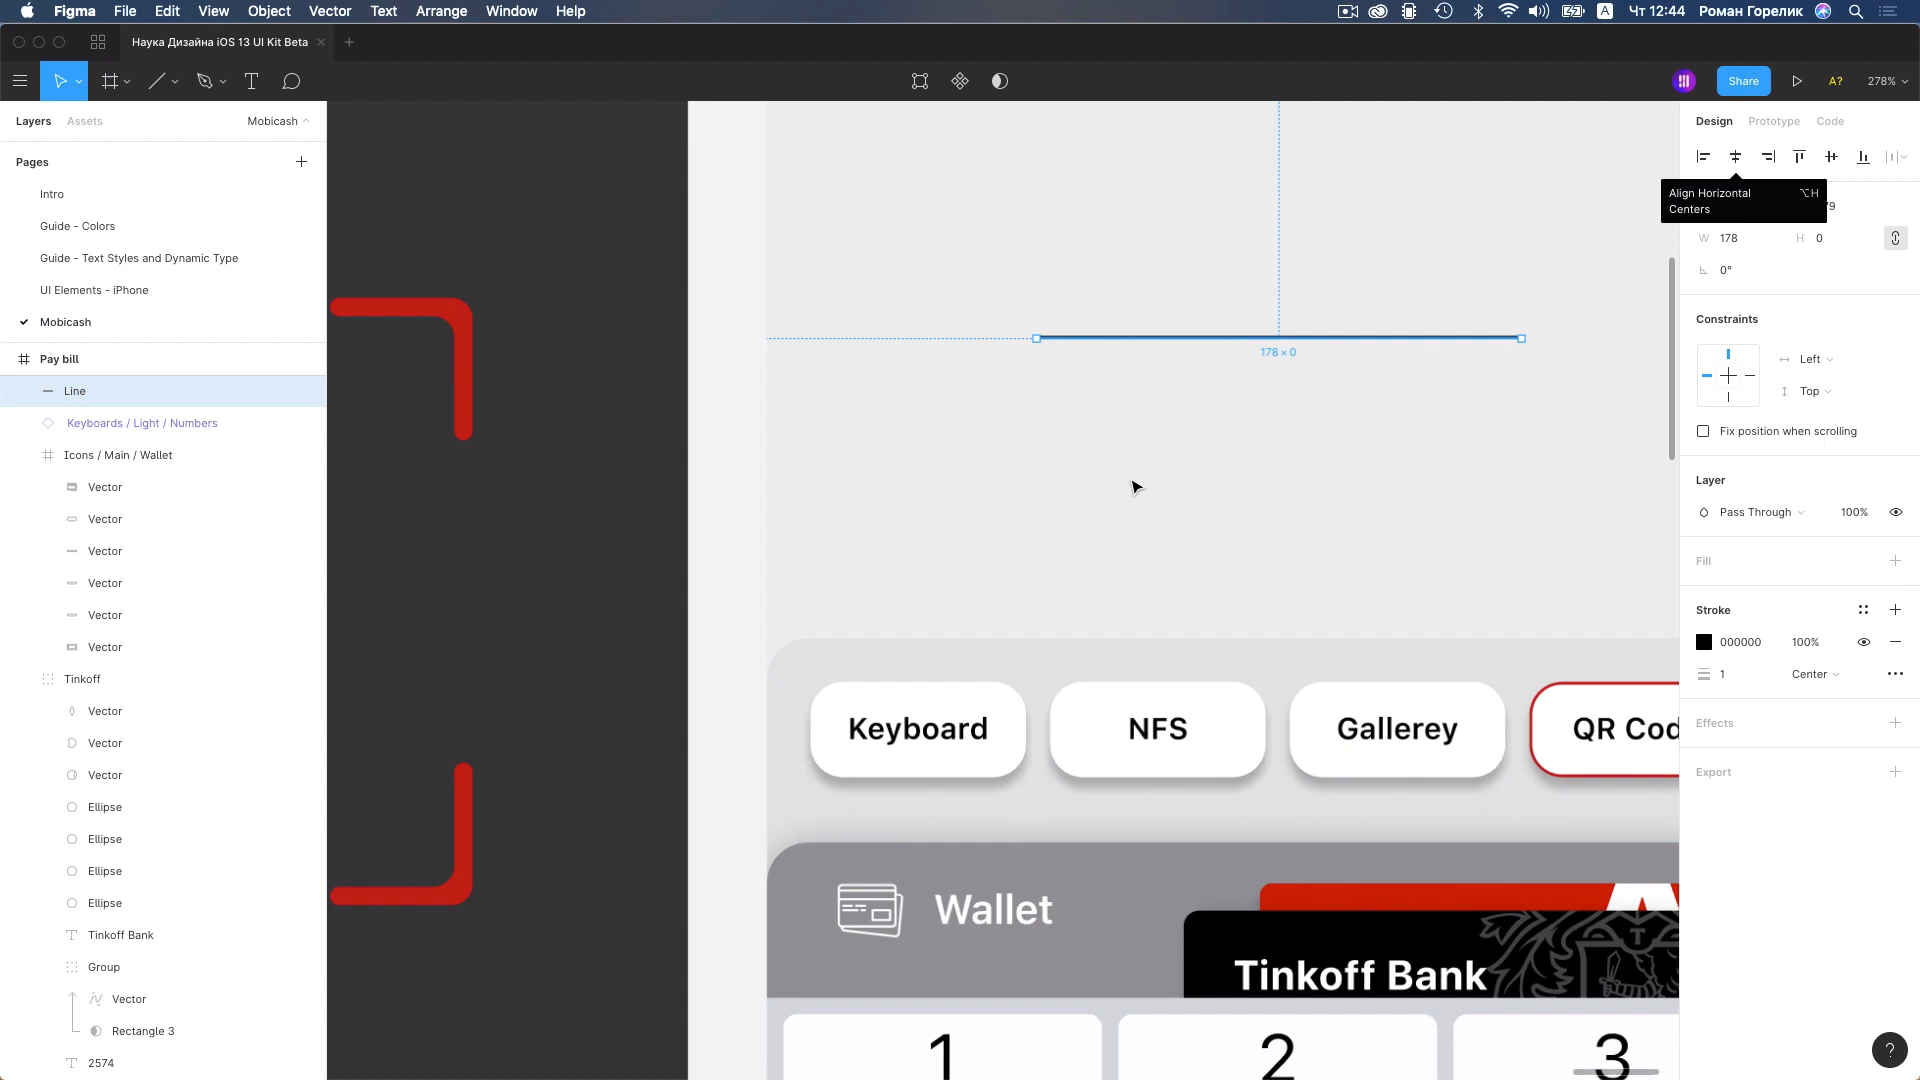 Figma File Edit View Object Vector Text Arrange Window Help
A Чт 12:44 Роман Горелик
Наука Дизайна iOS 13 UI Kit Beta
Share
A?
278%
Layers Assets Mobicash
Pages
Intro
Guide - Colors
Guide - Text Styles and Dynamic Type
UI Elements - iPhone
Mobicash
Pay bill
Line
Keyboards / Light / Numbers
Icons / Main / Wallet
Vector
Vector
Vector
Vector
Vector
Vector
Tinkoff
Vector
Vector
Vector
Ellipse
Ellipse
Ellipse
Ellipse
Tinkoff Bank
Group
Vector
Rectangle 3
2574
178 × 0
Keyboard
NFS
Gallerey
QR Cod
Wallet
Tinkoff Bank
1
2
3
Design Prototype Code
Align Horizontal Centers ⌥H
79
W 178 H 0
0°
Constraints
Left
Top
Fix position when scrolling
Layer
Pass Through 100%
Fill
Stroke
000000 100%
1 Center
Effects
Export
?